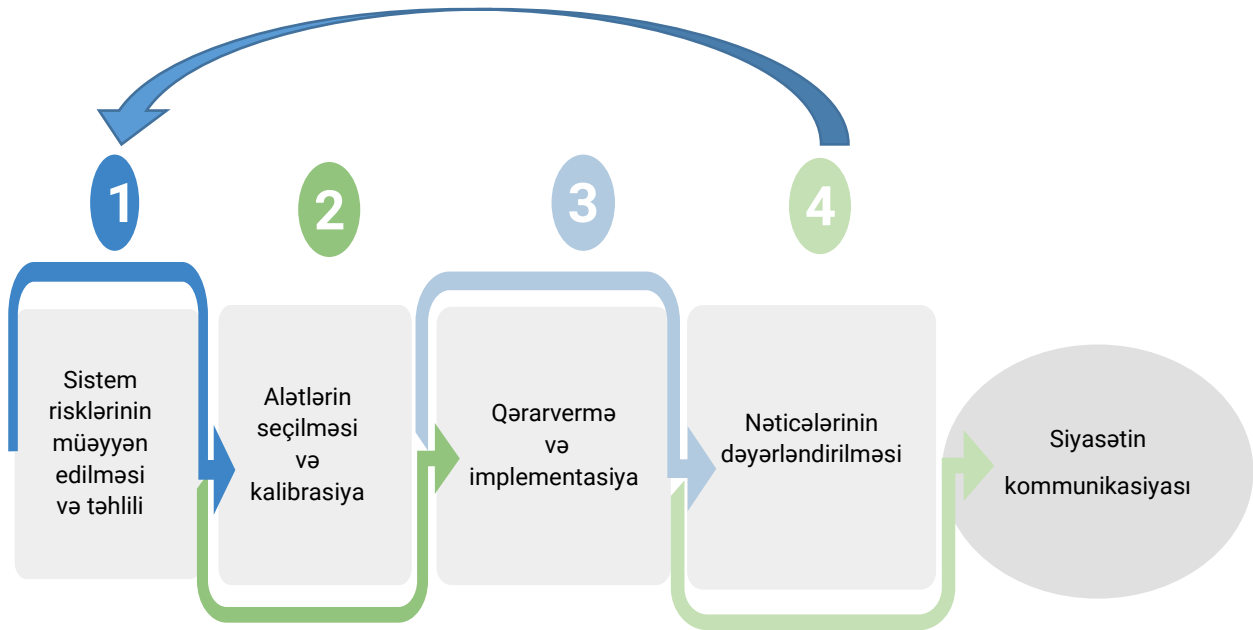 1
2
3
4
Sistem
risklərinin
müəyyən
edilməsi
və təhlili
Alətlərin
seçilməsi
və
kalibrasiya
Qərarvermə
və
implementasiya
Nəticələrinin
dəyərləndirilməsi
Siyasətin
kommunikasiyası